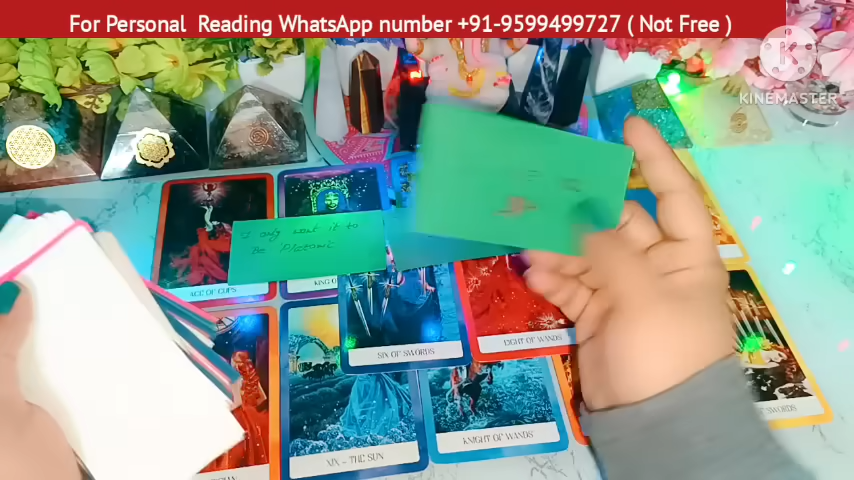 For Personal Reading WhatsApp number +91-9599499727 ( Not Free )
KINEMASTER
I only want it to
be 'Platonic'
ACE OF CUPS
KING O
SIX OF SWORDS
EIGHT OF WANDS
SWORDS
XIX - THE SUN
KNIGHT OF WANDS